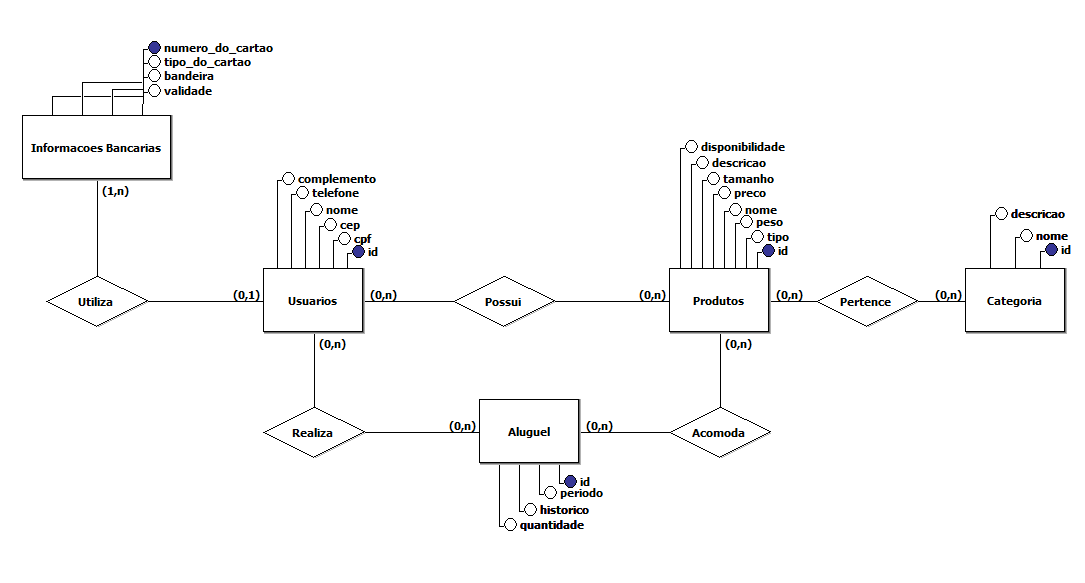 numero_do_cartao
tipo_do_cartao
bandeira
validade
Informacoes Bancarias
(1,n)
Utiliza
(0,1)
complemento
telefone
nome
cep
cpf
id
Usuarios
(0,n)
(0,n)
Possui
(0,n)
disponibilidade
descricao
tamanho
preco
nome
peso
tipo
id
Produtos
(0,n)
(0,n)
Pertence
(0,n)
descricao
nome
id
Categoria
Realiza
(0,n)
Aluguel
(0,n)
Acomoda
id
periodo
historico
quantidade